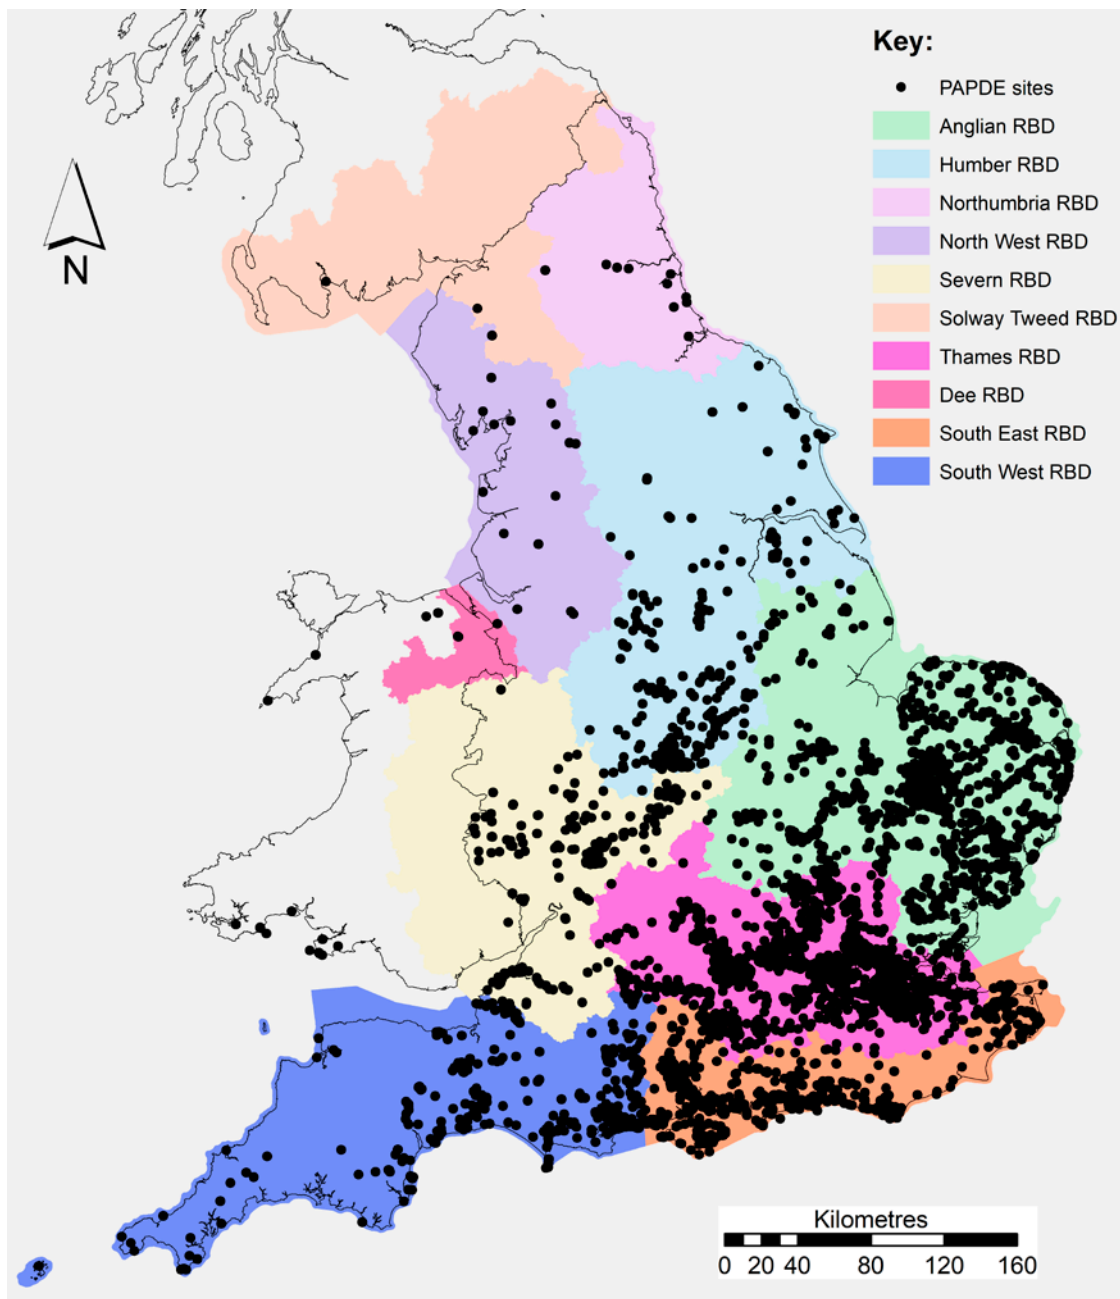 Key:
PAPDE sites
Anglian RBD
Humber RBD
Northumbria RBD
North West RBD
Severn RBD
Solway Tweed RBD
Thames RBD
Dee RBD
South East RBD
South West RBD
N
Kilometres
0 20 40 80 120 160